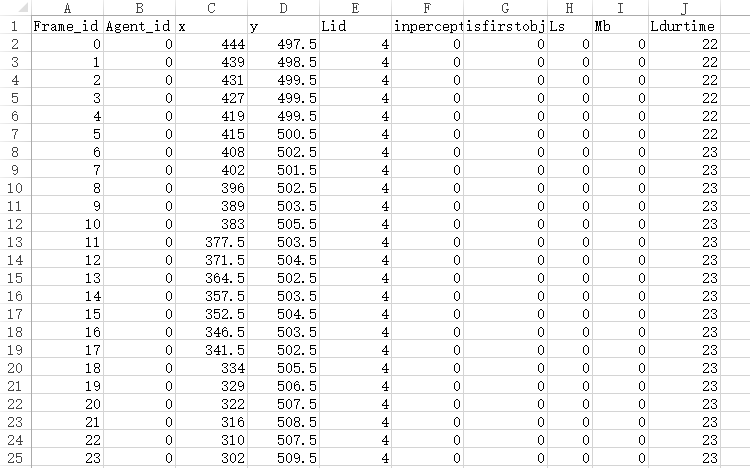 A B C D E F G H I J
1 Frame_id Agent_id x y Lid inpercept isfirstobj Ls Mb Ldurtime
2 0 0 444 497.5 4 0 0 0 0 22
3 1 0 439 498.5 4 0 0 0 0 22
4 2 0 431 499.5 4 0 0 0 0 22
5 3 0 427 499.5 4 0 0 0 0 22
6 4 0 419 499.5 4 0 0 0 0 22
7 5 0 415 500.5 4 0 0 0 0 22
8 6 0 408 502.5 4 0 0 0 0 23
9 7 0 402 501.5 4 0 0 0 0 23
10 8 0 396 502.5 4 0 0 0 0 23
11 9 0 389 503.5 4 0 0 0 0 23
12 10 0 383 505.5 4 0 0 0 0 23
13 11 0 377.5 503.5 4 0 0 0 0 23
14 12 0 371.5 504.5 4 0 0 0 0 23
15 13 0 364.5 502.5 4 0 0 0 0 23
16 14 0 357.5 503.5 4 0 0 0 0 23
17 15 0 352.5 504.5 4 0 0 0 0 23
18 16 0 346.5 503.5 4 0 0 0 0 23
19 17 0 341.5 502.5 4 0 0 0 0 23
20 18 0 334 505.5 4 0 0 0 0 23
21 19 0 329 506.5 4 0 0 0 0 23
22 20 0 322 507.5 4 0 0 0 0 23
23 21 0 316 508.5 4 0 0 0 0 23
24 22 0 310 507.5 4 0 0 0 0 23
25 23 0 302 509.5 4 0 0 0 0 23